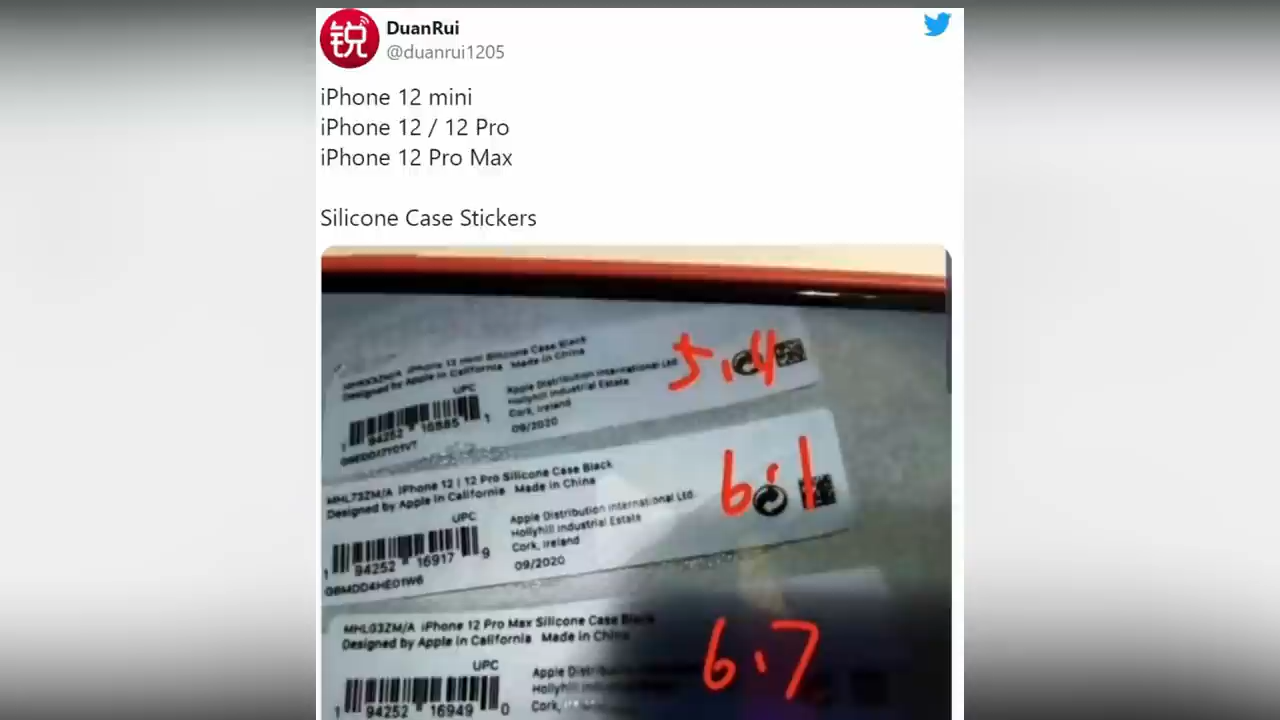 锐
DuanRui
@duanrui1205
iPhone 12 mini
iPhone 12 / 12 Pro
iPhone 12 Pro Max
Silicone Case Stickers
iPhone 12 mini Silicone Case Black
Designed by Apple in California Made in China
UPC
Apple Distribution International Ltd.
Hollyhill Industrial Estate
Cork, Ireland
09/2020
1 94252 16885 1
5.4
MHL73ZM/A iPhone 12 | 12 Pro Silicone Case Black
Designed by Apple in California Made in China
UPC
Apple Distribution International Ltd.
Hollyhill Industrial Estate
Cork, Ireland
09/2020
1 94252 16917 9
6.1
MHLG3ZM/A iPhone 12 Pro Max Silicone Case Black
Designed by Apple in California Made in China
UPC
Apple
Cork,
1 94252 16949 0
6.7